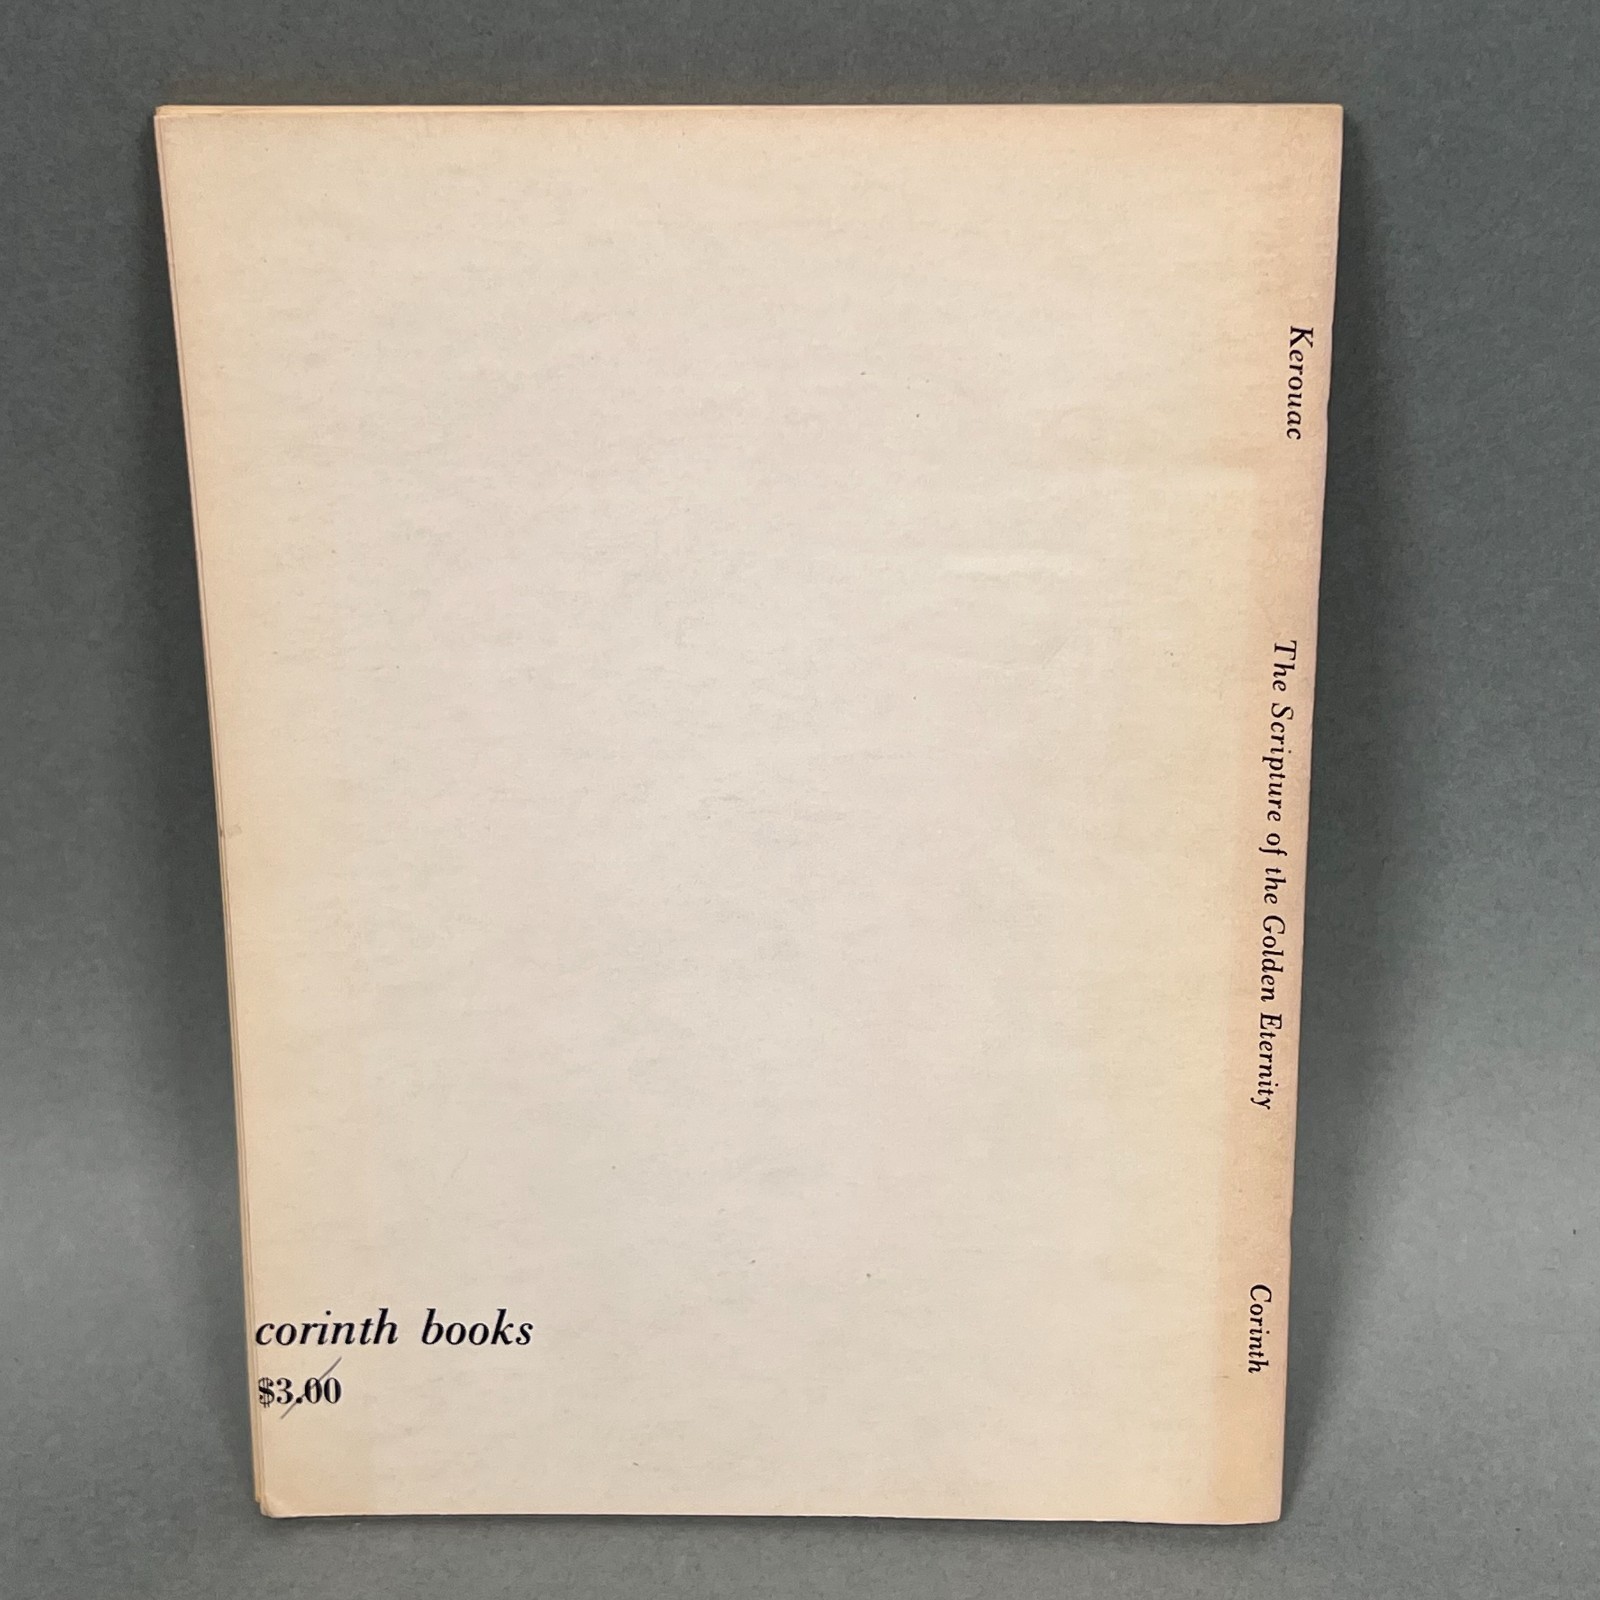 Kerouac
The Scripture of the Golden Eternity
Corinth
corinth books
$3.00